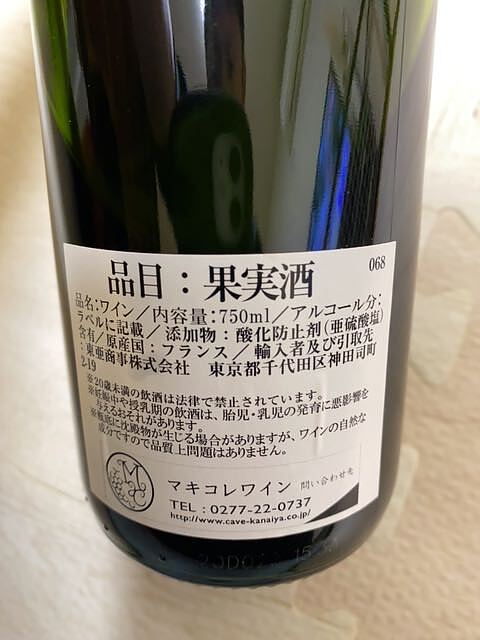 068
品目：果実酒
品名：ワイン／内容量：750ml／アルコール分：
ラベルに記載／添加物：酸化防止剤(亜硫酸塩)
含有／原産国：フランス／輸入者及び引取先
：東亜商事株式会社 東京都千代田区神田司町
2-19
※20歳未満の飲酒は法律で禁止されています。
※妊娠中や授乳期の飲酒は、胎児・乳児の発育に悪影響を
与えるおそれがあります。
※瓶底に沈殿物が生じる場合がありますが、ワインの自然な
成分ですので品質上問題はありません。
マキコレワイン 問い合わせ先
TEL：0277-22-0737
http://www.cave-kanaiya.co.jp/